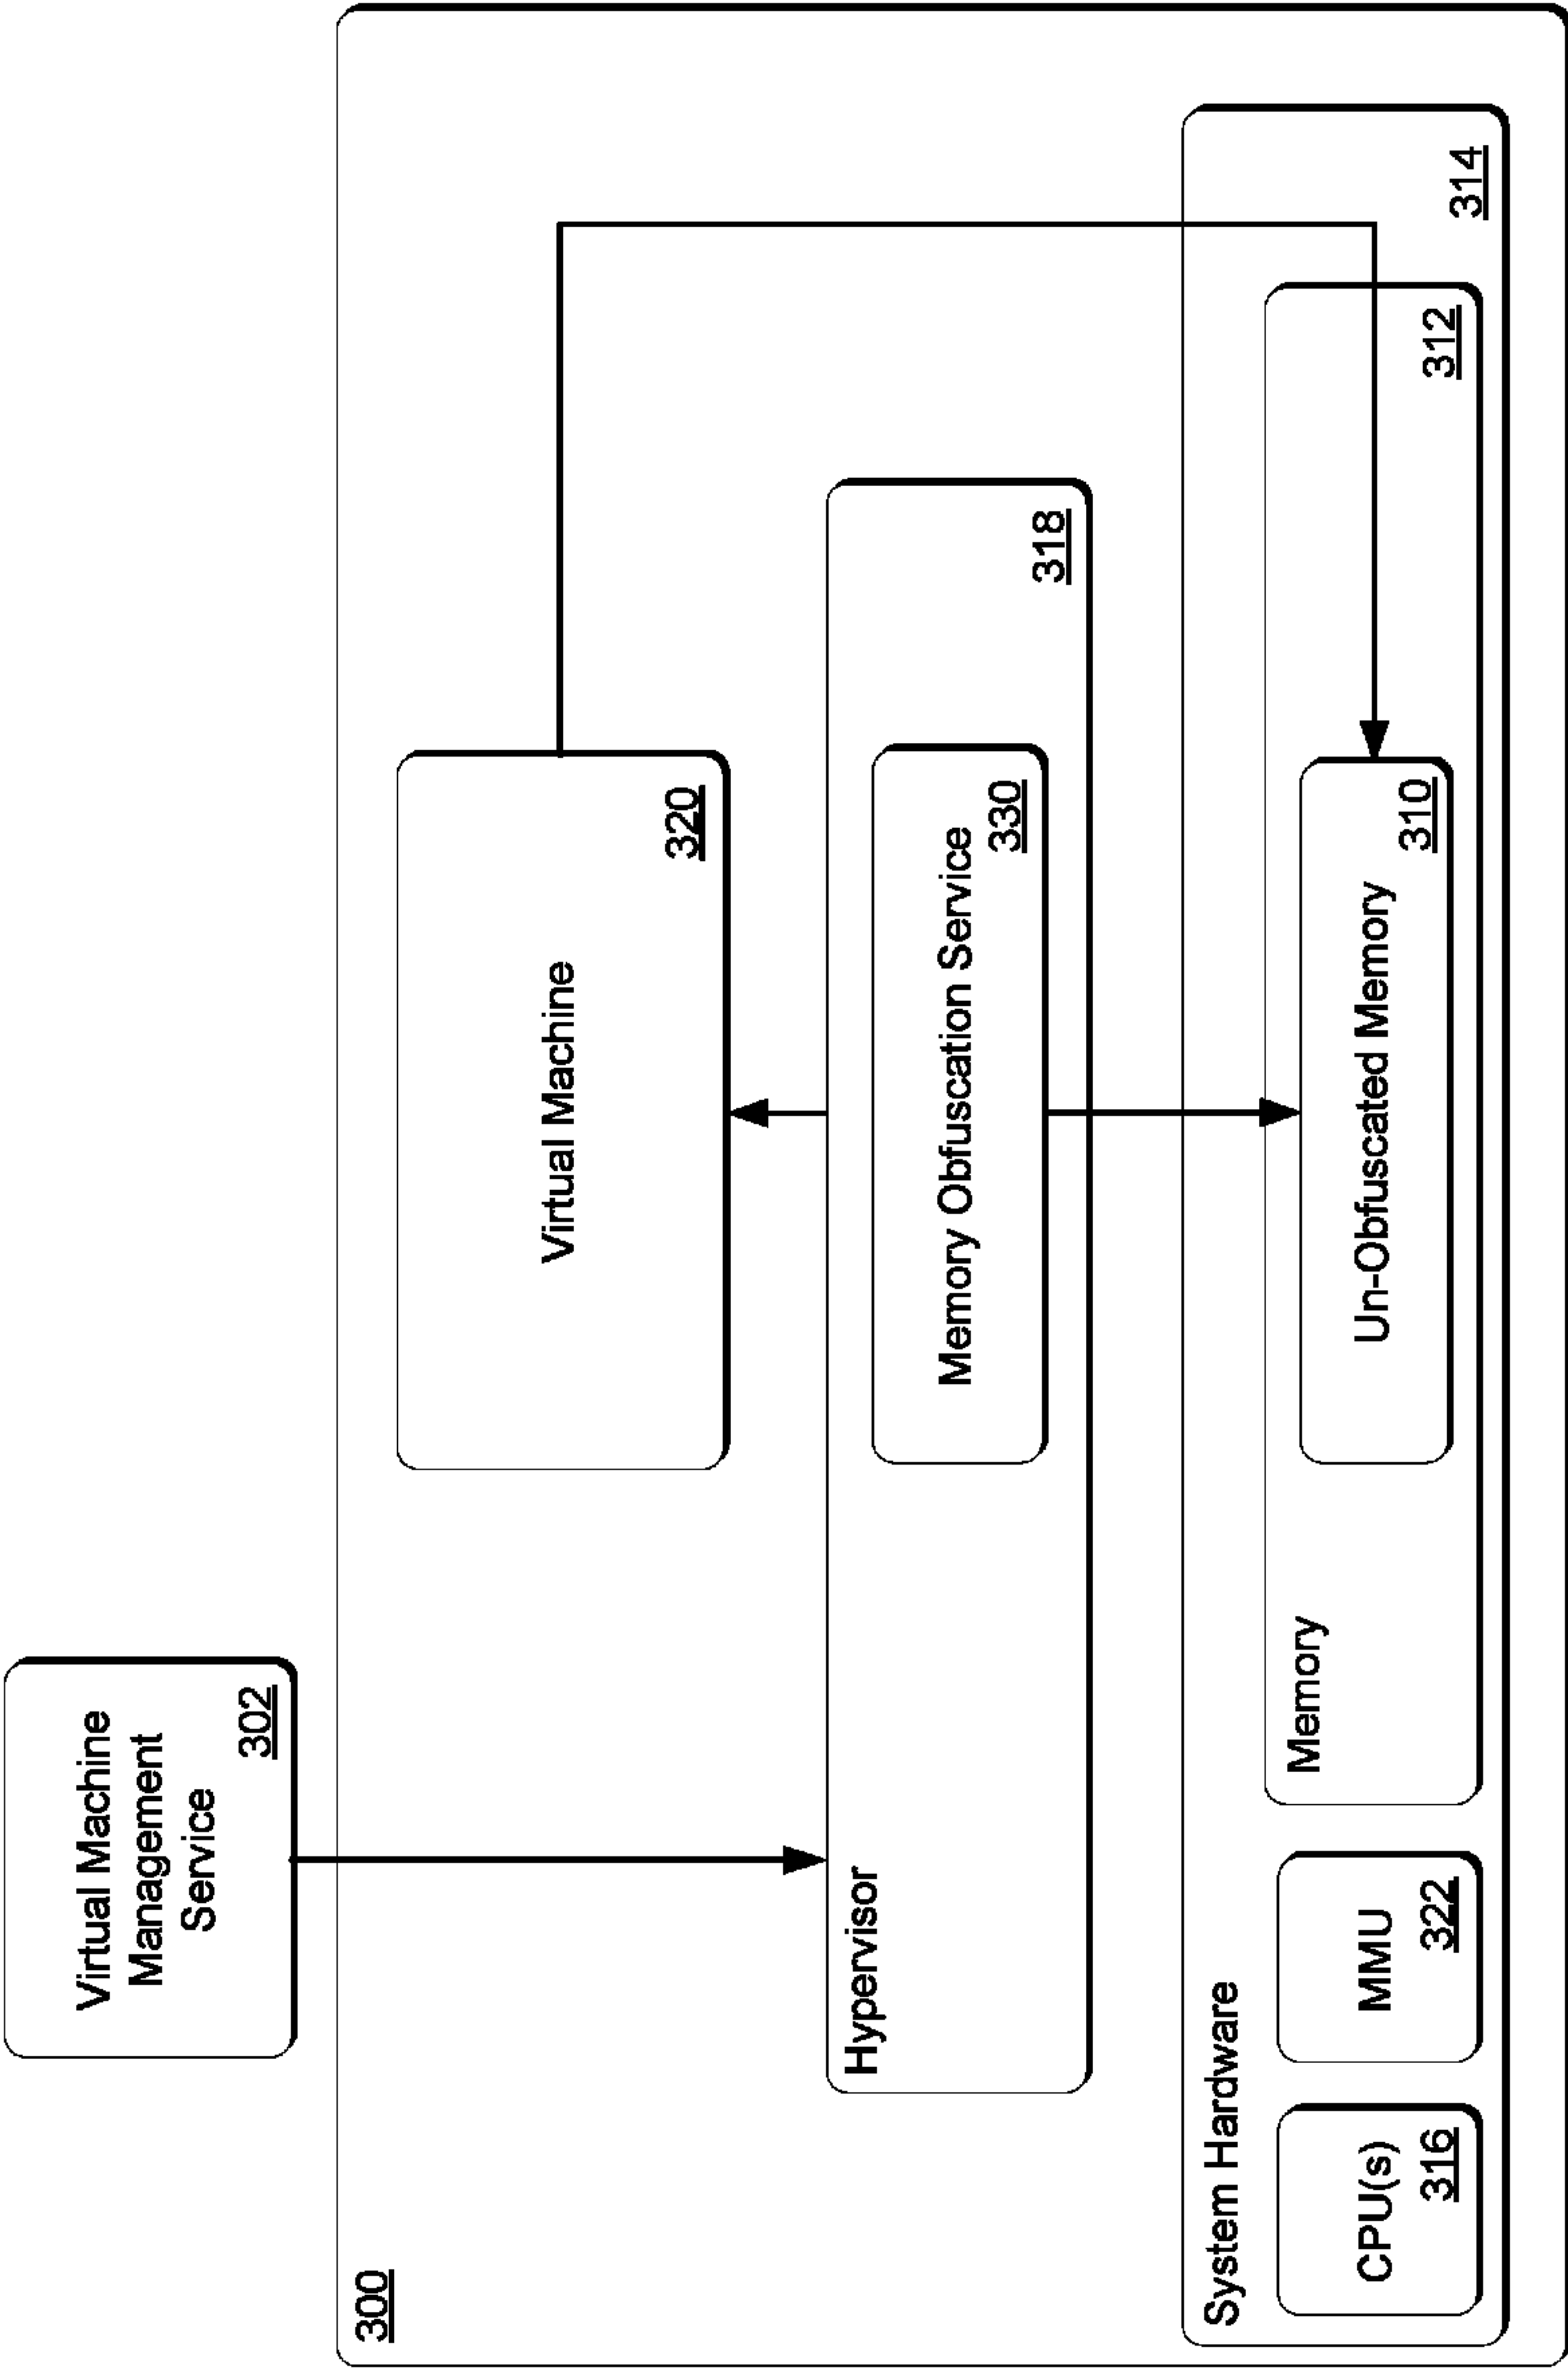 Virtual Machine
Management
Service
302
300
Virtual Machine
320
Hypervisor
318
Memory Obfuscation Service
330
System Hardware
314
CPU(s)
316
MMU
322
Memory
312
Un-Obfuscated Memory
310